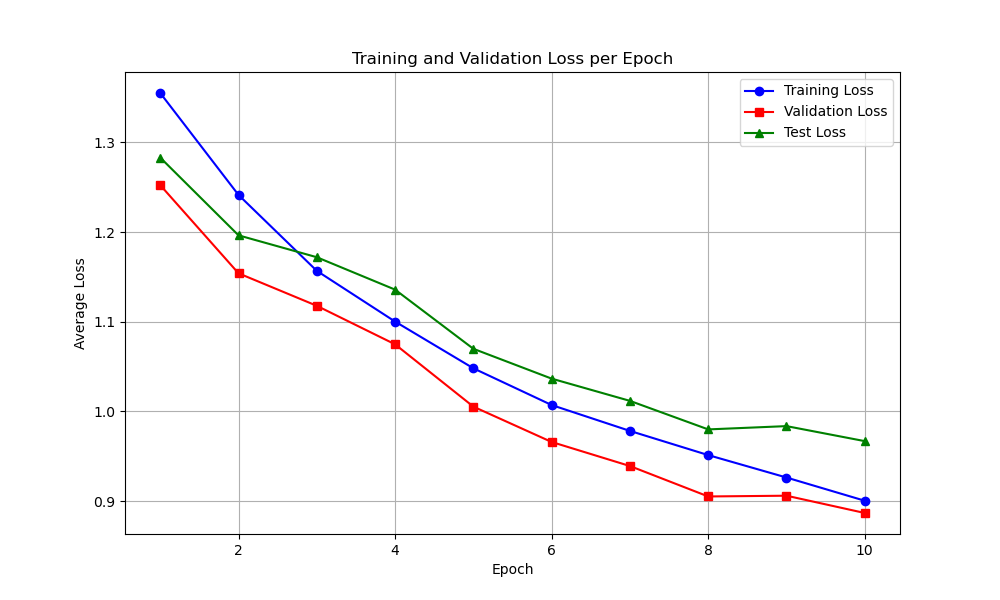 Training and Validation Loss per Epoch
Training Loss
Validation Loss
Test Loss
Average Loss
1.3
1.2
1.1
1.0
0.9
2
4
6
8
10
Epoch